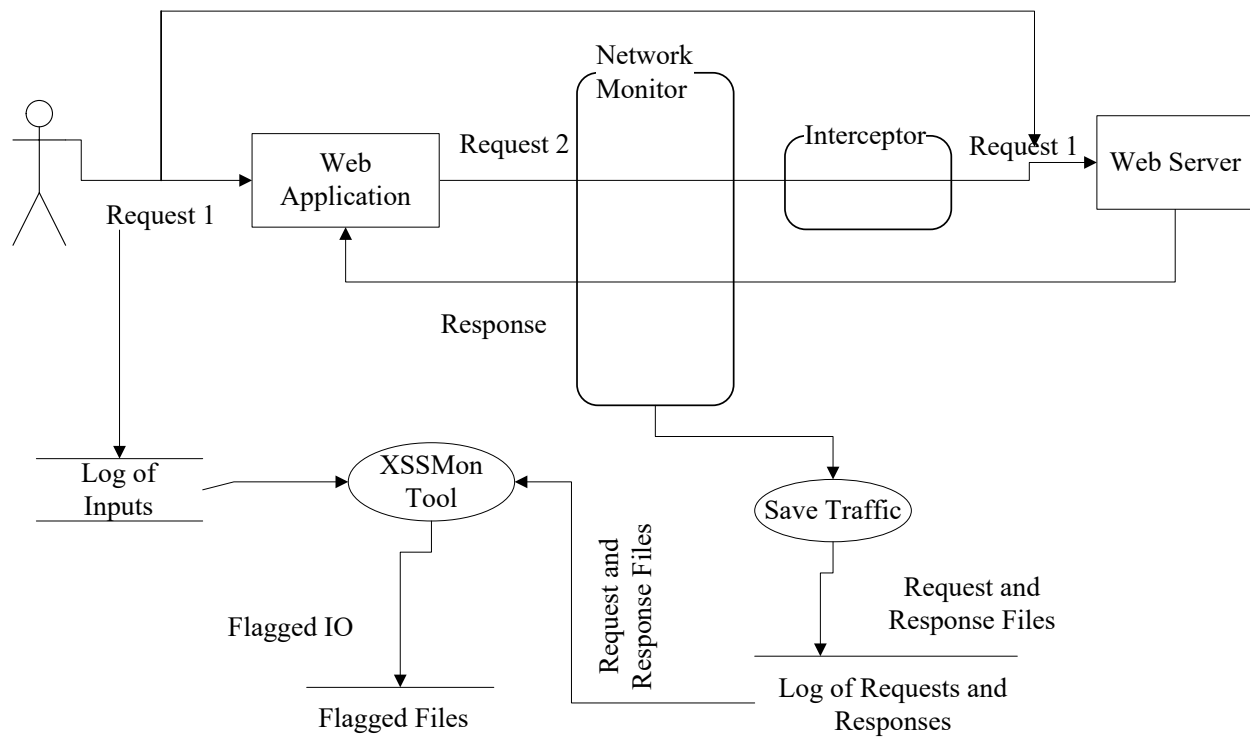 Network
Monitor
Request 2
Interceptor
Request 1
Web
Application
Web Server
Request 1
Response
Log of
Inputs
XSSMon
Tool
Save Traffic
Request and
Response Files
Request and
Response Files
Flagged IO
Flagged Files
Log of Requests and
Responses